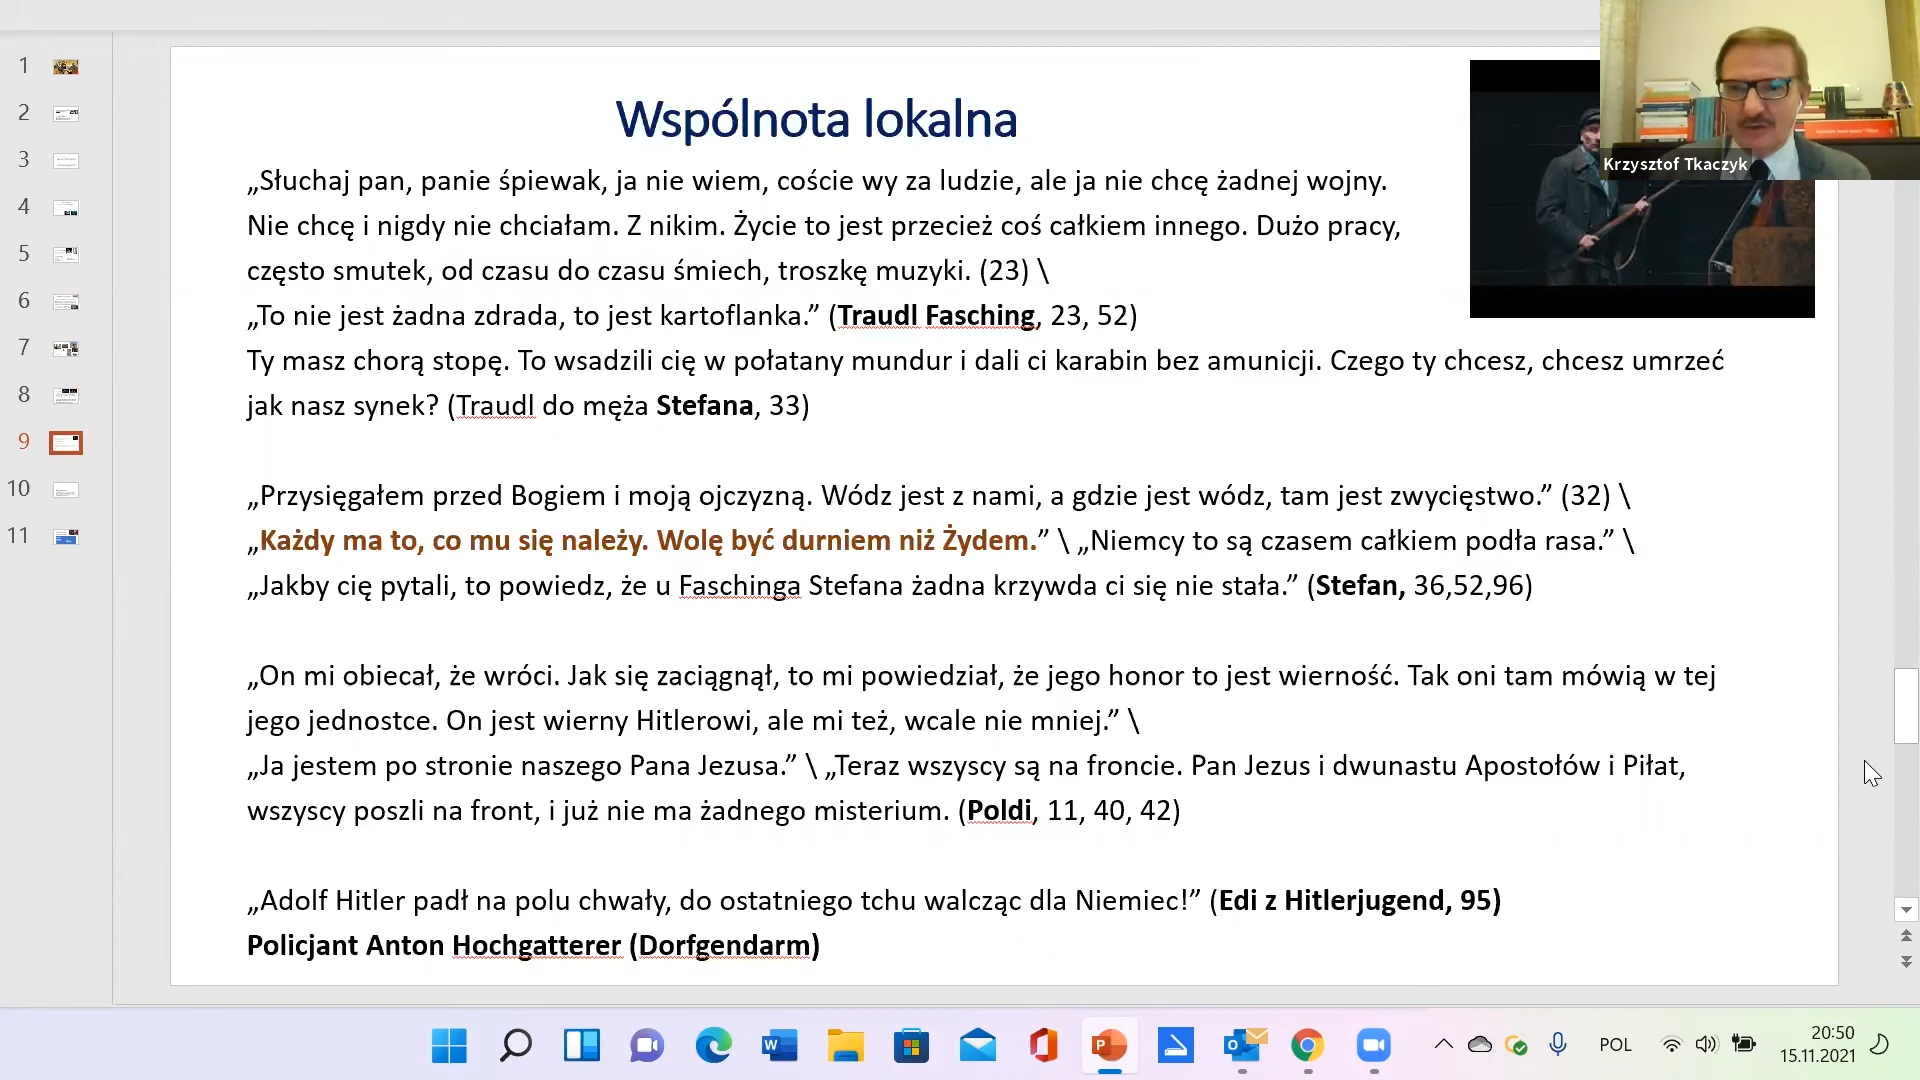 1
2
3
4
5
6
7
8
9
10
11
Wspólnota lokalna
„Słuchaj pan, panie śpiewak, ja nie wiem, coście wy za ludzie, ale ja nie chcę żadnej wojny.
Nie chcę i nigdy nie chciałam. Z nikim. Życie to jest przecież coś całkiem innego. Dużo pracy,
często smutek, od czasu do czasu śmiech, troszkę muzyki. (23) \
„To nie jest żadna zdrada, to jest kartoflanka.” (Traudl Fasching, 23, 52)
Ty masz chorą stopę. To wsadzili cię w połatany mundur i dali ci karabin bez amunicji. Czego ty chcesz, chcesz umrzeć
jak nasz synek? (Traudl do męża Stefana, 33)
„Przysięgałem przed Bogiem i moją ojczyzną. Wódz jest z nami, a gdzie jest wódz, tam jest zwycięstwo.” (32) \
„Każdy ma to, co mu się należy. Wolę być durniem niż Żydem.” \ „Niemcy to są czasem całkiem podła rasa.” \
„Jakby cię pytali, to powiedz, że u Faschinga Stefana żadna krzywda ci się nie stała.” (Stefan, 36,52,96)
„On mi obiecał, że wróci. Jak się zaciągnął, to mi powiedział, że jego honor to jest wierność. Tak oni tam mówią w tej
jego jednostce. On jest wierny Hitlerowi, ale mi też, wcale nie mniej.” \
„Ja jestem po stronie naszego Pana Jezusa.” \ „Teraz wszyscy są na froncie. Pan Jezus i dwunastu Apostołów i Piłat,
wszyscy poszli na front, i już nie ma żadnego misterium. (Poldi, 11, 40, 42)
„Adolf Hitler padł na polu chwały, do ostatniego tchu walcząc dla Niemiec!” (Edi z Hitlerjugend, 95)
Policjant Anton Hochgatterer (Dorfgendarm)
Krzysztof Tkaczyk
POL
20:50
15.11.2021